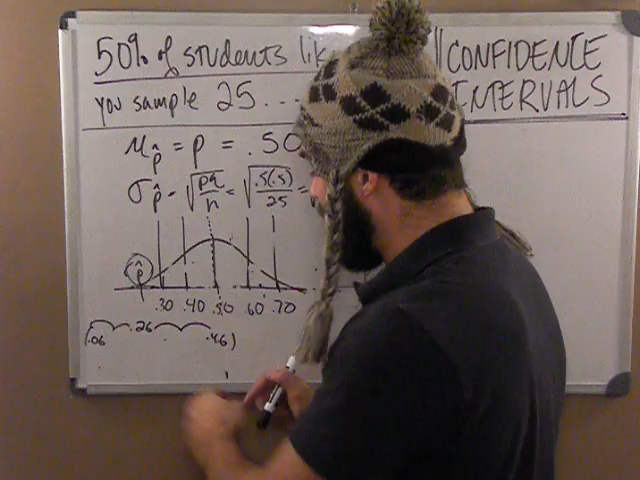 50% of students lik
CONFIDENCE
INTERVALS
you sample 25 ...
μp̂ = p = .50
σp̂ = √pq/n = √.5(.5)/25 =
p̂
.30 .40 .50 .60 .70
(.06 .26 .46)